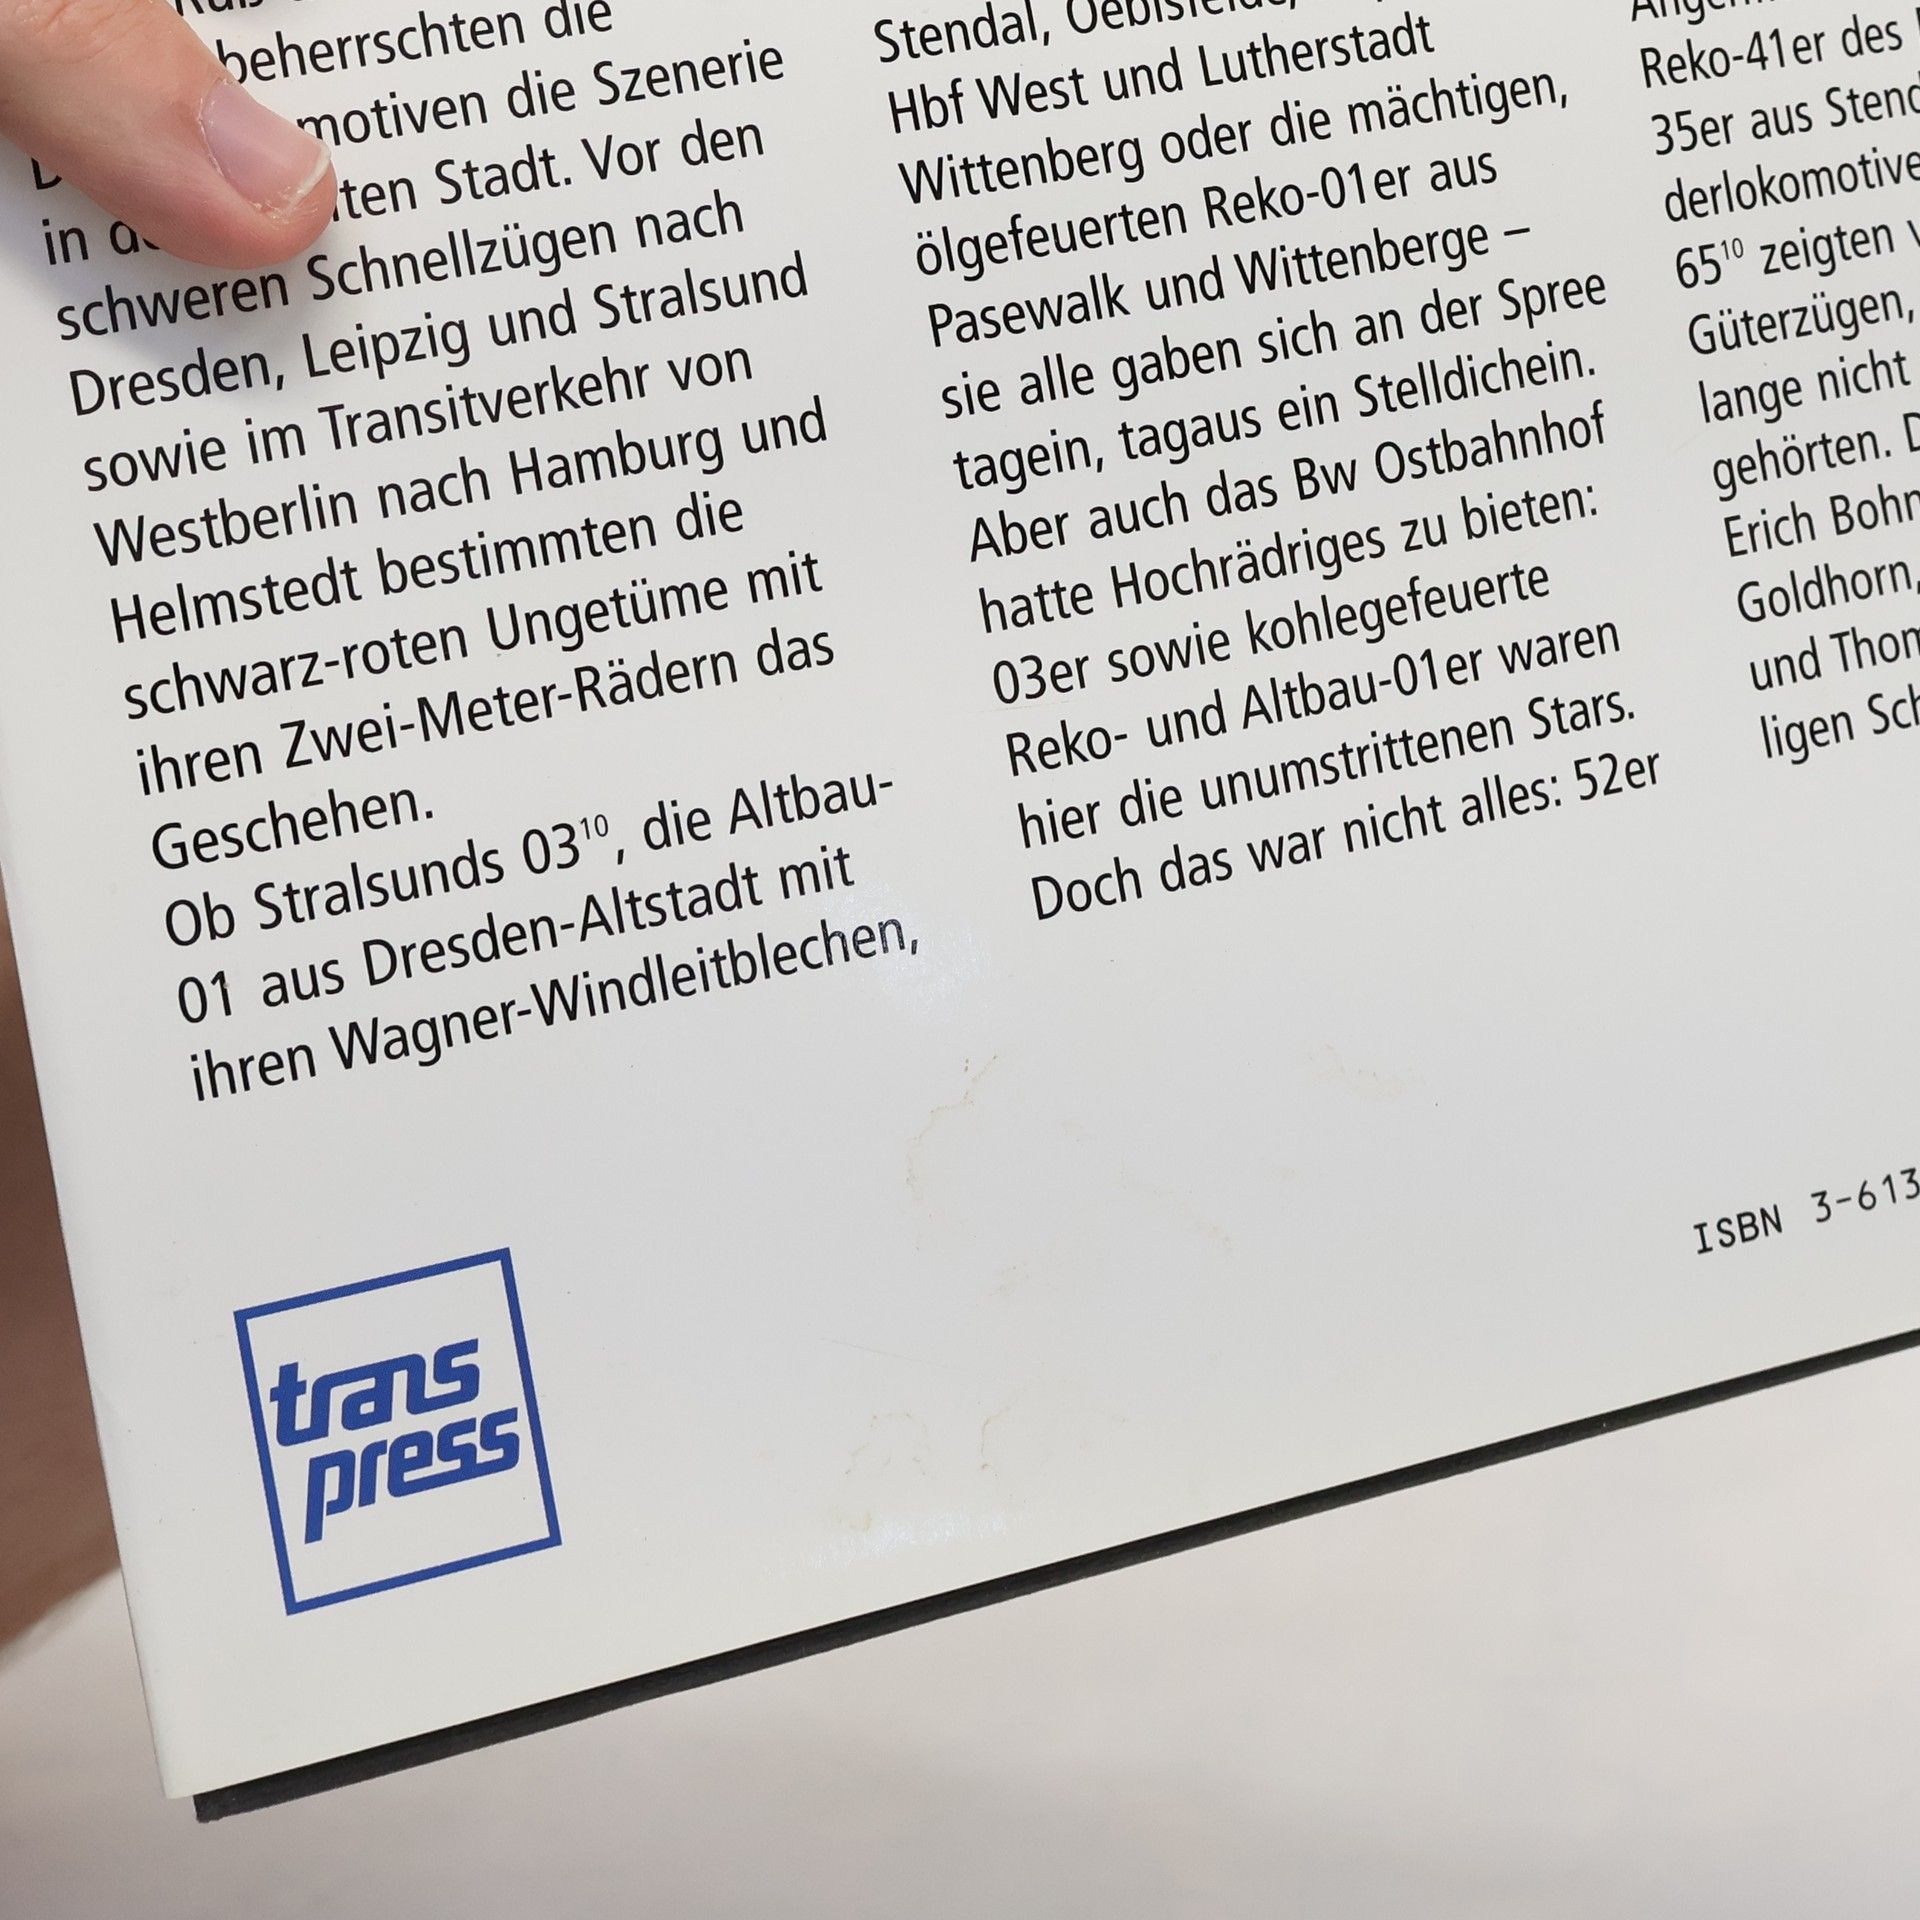 beherrschten die
motiven die Szenerie
ten Stadt. Vor den
in
schweren Schnellzügen nach
Dresden, Leipzig und Stralsund
sowie im Transitverkehr von
Westberlin nach Hamburg und
Helmstedt bestimmten die
schwarz-roten Ungetüme mit
ihren Zwei-Meter-Rädern das
Geschehen.
Ob Stralsunds 03¹⁰, die Altbau-
01 aus Dresden-Altstadt mit
ihren Wagner-Windleitblechen,
Stendal, Oebisfelde,
Hbf West und Lutherstadt
Wittenberg oder die mächtigen,
ölgefeuerten Reko-01er aus
Pasewalk und Wittenberge –
sie alle gaben sich an der Spree
tagein, tagaus ein Stelldichein.
Aber auch das Bw Ostbahnhof
hatte Hochrädriges zu bieten:
03er sowie kohlegefeuerte
Reko- und Altbau-01er waren
hier die unumstrittenen Stars.
Doch das war nicht alles: 52er
Reko-41er des
35er aus Stend
derlokomotive
65¹⁰ zeigten
Güterzügen,
lange nicht
gehörten.
Erich Bohn
Goldhorn,
und Thom
ligen Sch
ISBN 3-613
trans
press